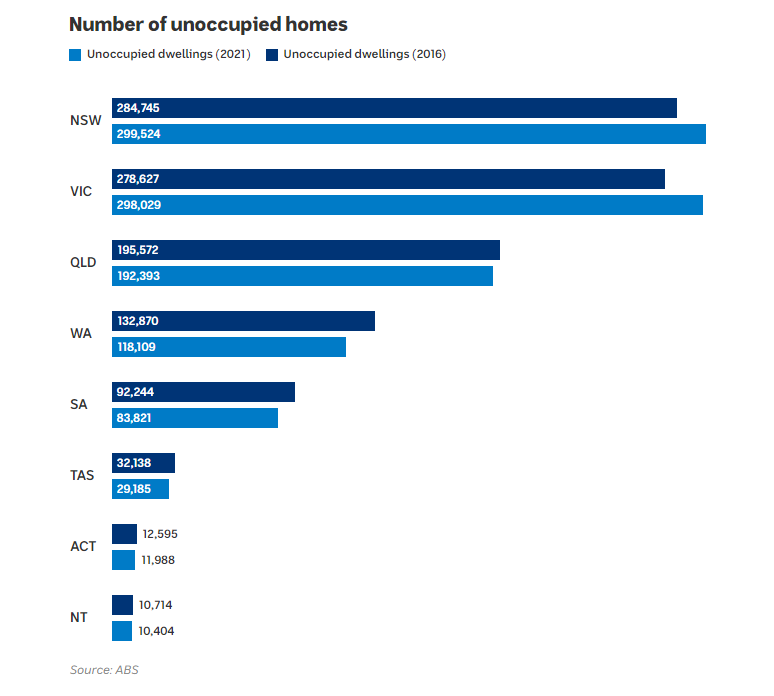 Number of unoccupied homes
Unoccupied dwellings (2021) Unoccupied dwellings (2016)
NSW
284,745
299,524
VIC
278,627
298,029
QLD
195,572
192,393
WA
132,870
118,109
SA
92,244
83,821
TAS
32,138
29,185
ACT
12,595
11,988
NT
10,714
10,404
Source: ABS